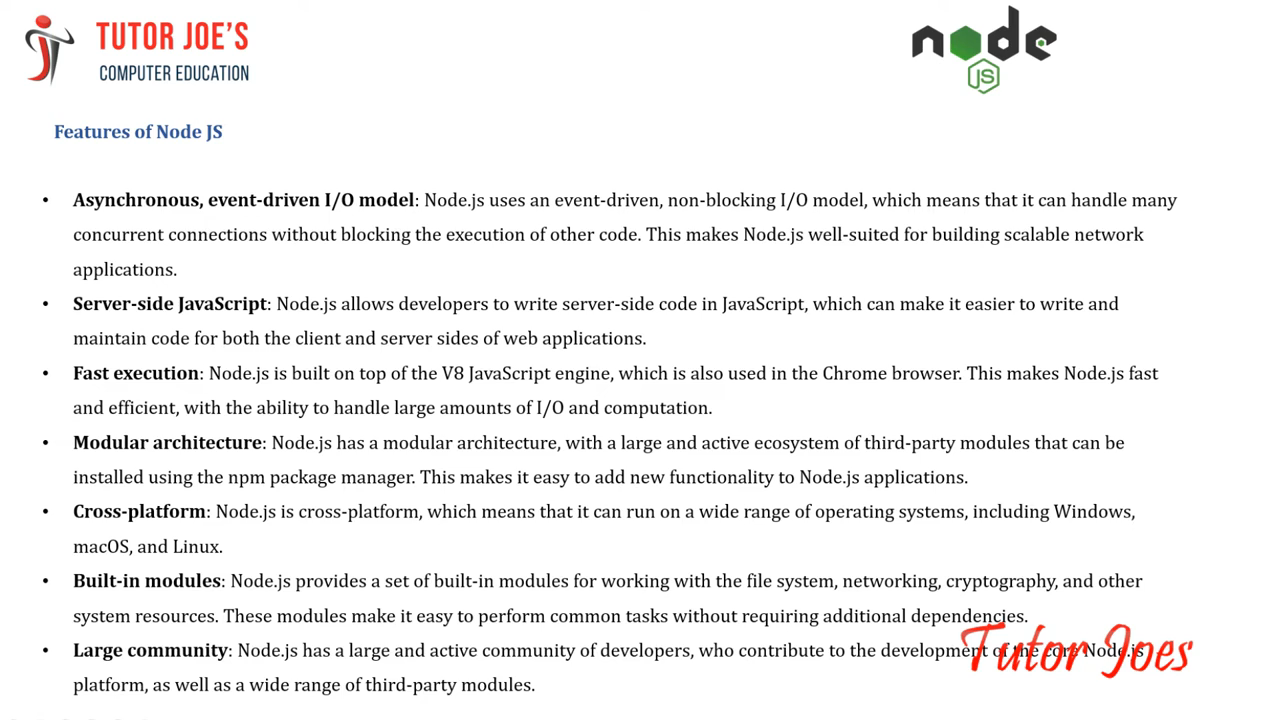 TUTOR JOE'S
COMPUTER EDUCATION
node
JS
Features of Node JS
• Asynchronous, event-driven I/O model: Node.js uses an event-driven, non-blocking I/O model, which means that it can handle many
concurrent connections without blocking the execution of other code. This makes Node.js well-suited for building scalable network
applications.
• Server-side JavaScript: Node.js allows developers to write server-side code in JavaScript, which can make it easier to write and
maintain code for both the client and server sides of web applications.
• Fast execution: Node.js is built on top of the V8 JavaScript engine, which is also used in the Chrome browser. This makes Node.js fast
and efficient, with the ability to handle large amounts of I/O and computation.
• Modular architecture: Node.js has a modular architecture, with a large and active ecosystem of third-party modules that can be
installed using the npm package manager. This makes it easy to add new functionality to Node.js applications.
• Cross-platform: Node.js is cross-platform, which means that it can run on a wide range of operating systems, including Windows,
macOS, and Linux.
• Built-in modules: Node.js provides a set of built-in modules for working with the file system, networking, cryptography, and other
system resources. These modules make it easy to perform common tasks without requiring additional dependencies.
• Large community: Node.js has a large and active community of developers, who contribute to the development of the core Node.js
platform, as well as a wide range of third-party modules.
Tutor Joes